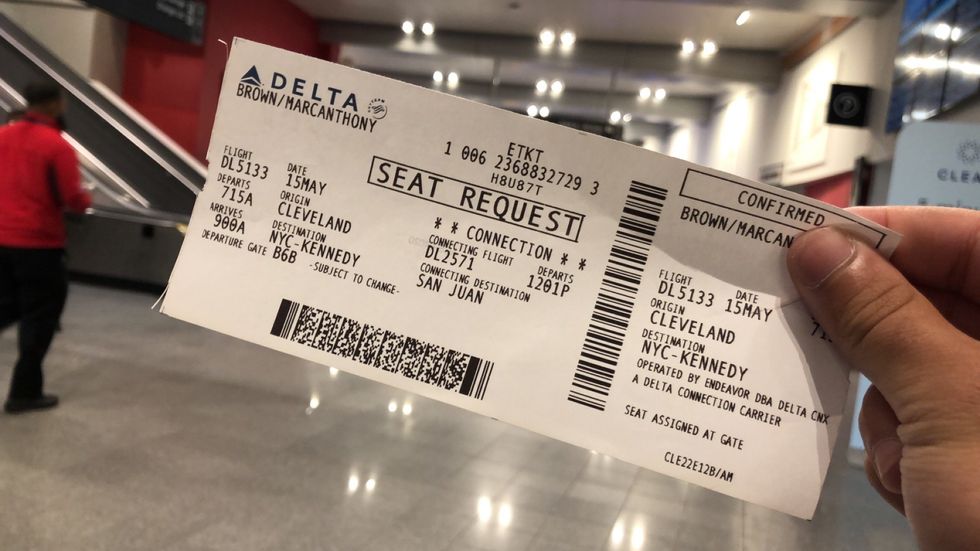 DELTA
BROWN/MARCANTHONY
ETKT
1 006 2368832729 3
H8U87T
SEAT REQUEST
FLIGHT DATE
DL5133 15MAY
DEPARTS ORIGIN
715A CLEVELAND
ARRIVES DESTINATION
900A NYC-KENNEDY
DEPARTURE GATE B6B
-SUBJECT TO CHANGE-
* * CONNECTION * *
CONNECTING FLIGHT DEPARTS
DL2571 1201P
CONNECTING DESTINATION
SAN JUAN
CONFIRMED
BROWN/MARCAN
FLIGHT DATE
DL5133 15MAY
ORIGIN
CLEVELAND
DESTINATION
NYC-KENNEDY
OPERATED BY ENDEAVOR DBA DELTA CNX
A DELTA CONNECTION CARRIER
SEAT ASSIGNED AT GATE
CLE22E12B/AM
CLEA